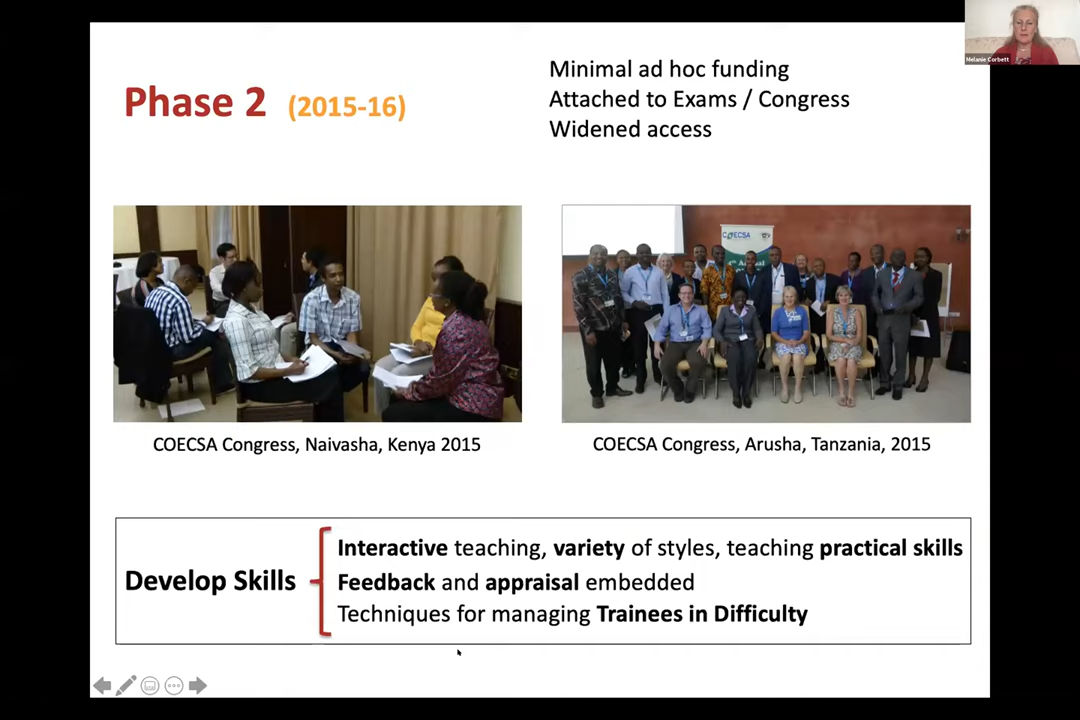 Melanie Corbett
Phase 2 (2015-16)
Minimal ad hoc funding
Attached to Exams / Congress
Widened access
COECSA
COECSA Congress, Naivasha, Kenya 2015
COECSA Congress, Arusha, Tanzania, 2015
Develop Skills
Interactive teaching, variety of styles, teaching practical skills
Feedback and appraisal embedded
Techniques for managing Trainees in Difficulty